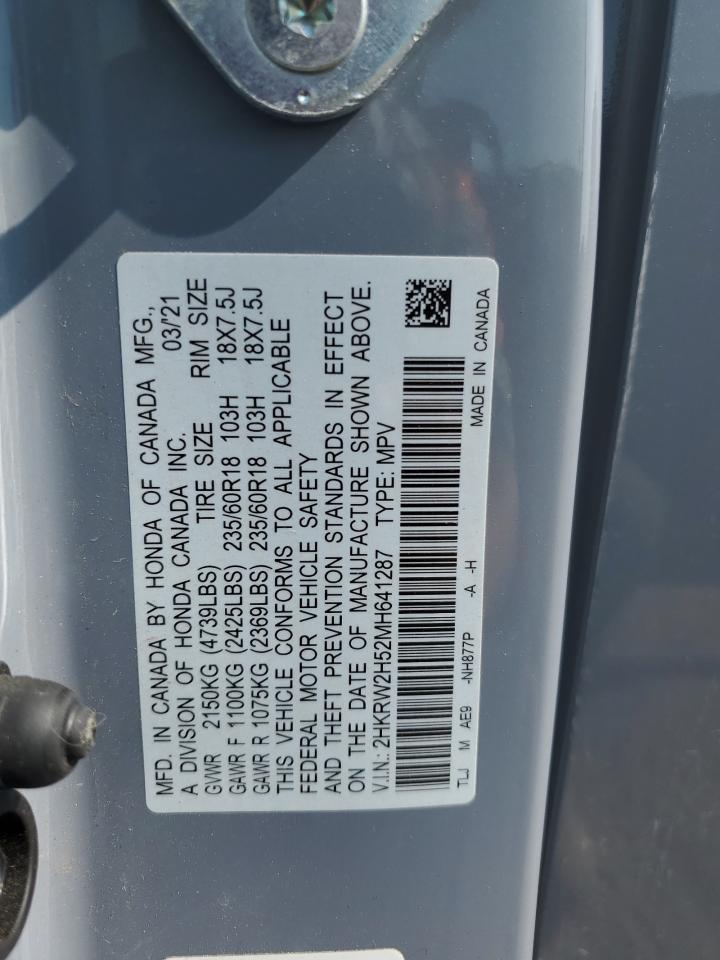 MFD. IN CANADA BY HONDA OF CANADA MFG.,
A DIVISION OF HONDA CANADA INC. 03/21
GVWR 2150KG (4739LBS) TIRE SIZE RIM SIZE
GAWR F 1100KG (2425LBS) 235/60R18 103H 18X7.5J
GAWR R 1075KG (2369LBS) 235/60R18 103H 18X7.5J
THIS VEHICLE CONFORMS TO ALL APPLICABLE
FEDERAL MOTOR VEHICLE SAFETY
AND THEFT PREVENTION STANDARDS IN EFFECT
ON THE DATE OF MANUFACTURE SHOWN ABOVE.
V.I.N.: 2HKRW2H52MH641287 TYPE: MPV
TLJ M AE9 -NH877P -A -H MADE IN CANADA